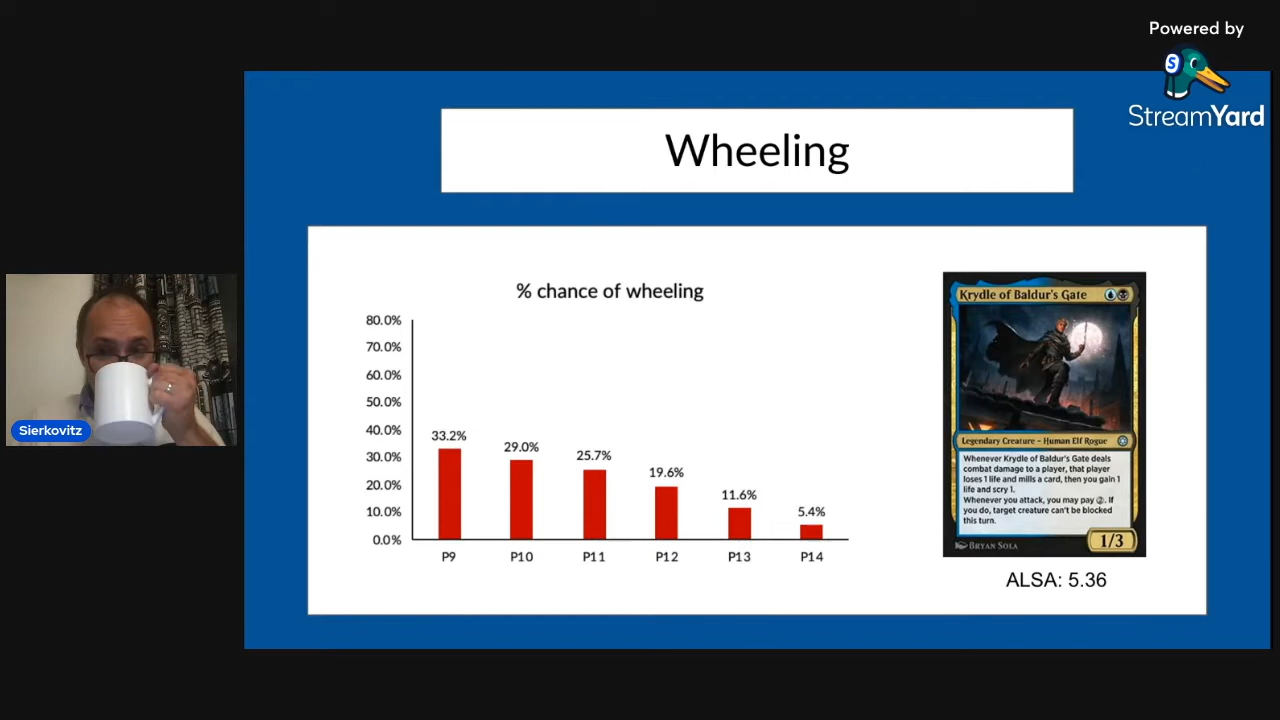 Powered by
StreamYard
Wheeling
% chance of wheeling
80.0%
70.0%
60.0%
50.0%
40.0%
30.0%
20.0%
10.0%
0.0%
33.2%
29.0%
25.7%
19.6%
11.6%
5.4%
P9
P10
P11
P12
P13
P14
Krydle of Baldur's Gate
Legendary Creature – Human Elf Rogue
Whenever Krydle of Baldur's Gate deals
combat damage to a player, that player
loses 1 life and mills a card, then you gain 1
life and scry 1.
Whenever you attack, you may pay 2. If
you do, target creature can't be blocked
this turn.
1/3
BRYAN SOLA
ALSA: 5.36
Sierkovitz